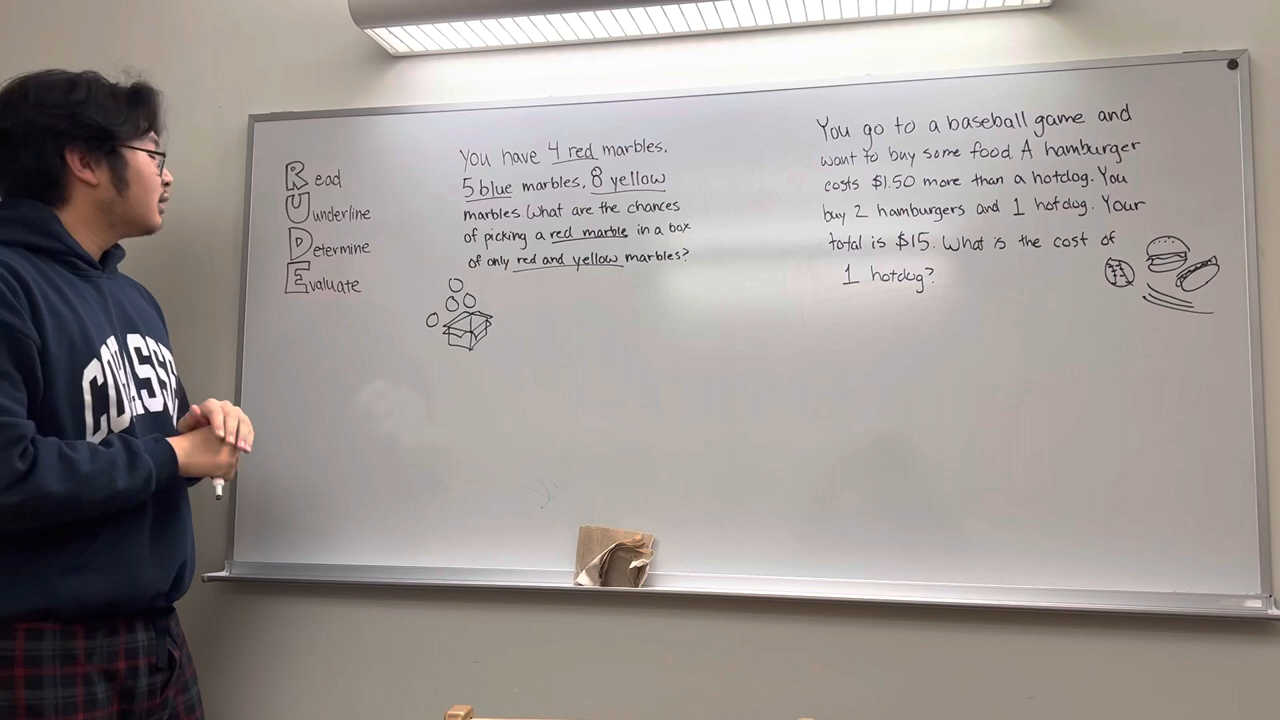 Read
Uunderline
Determine
Evaluate
You have 4 red marbles,
5 blue marbles, 8 yellow
marbles. What are the chances
of picking a red marble in a box
of only red and yellow marbles?
You go to a baseball game and
want to buy some food. A hamburger
costs $1.50 more than a hotdog. You
buy 2 hamburgers and 1 hotdog. Your
total is $15. What is the cost of
1 hotdog?